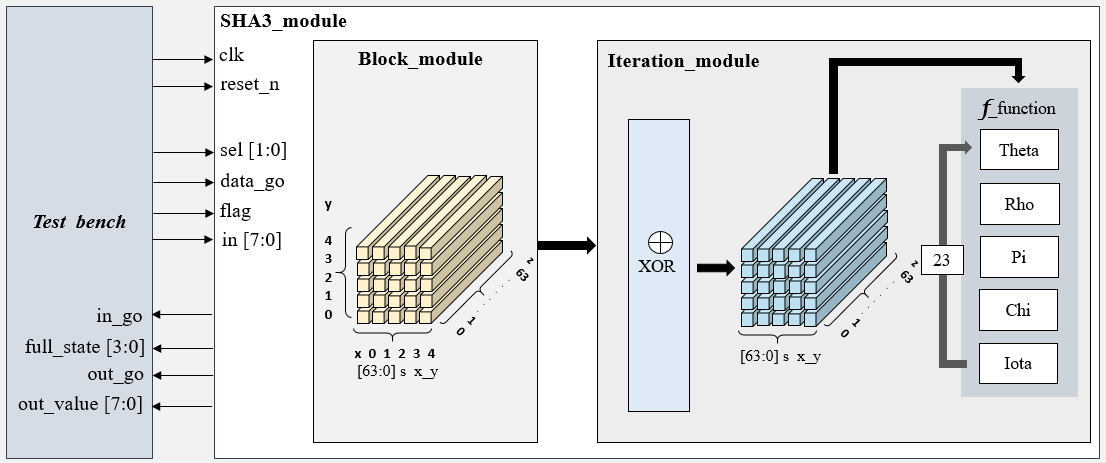 SHA3_module
clk
reset_n
sel [1:0]
data_go
flag
in [7:0]
Test bench
in_go
full_state [3:0]
out_go
out_value [7:0]
Block_module
y
4
3
2
1
0
x 0 1 2 3 4
[63:0] s x_y
z
63
1
0
Iteration_module
XOR
[63:0] s x_y
z
63
1
0
f_function
Theta
Rho
23
Pi
Chi
Iota